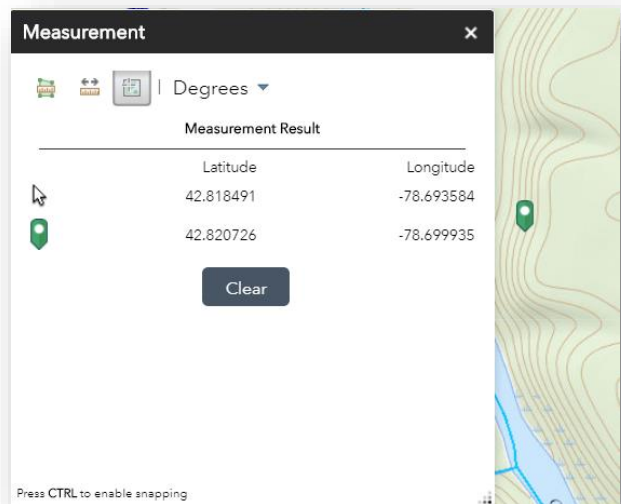 Measurement
Degrees
Measurement Result
Latitude Longitude
42.818491 -78.693584
42.820726 -78.699935
Clear
Press CTRL to enable snapping